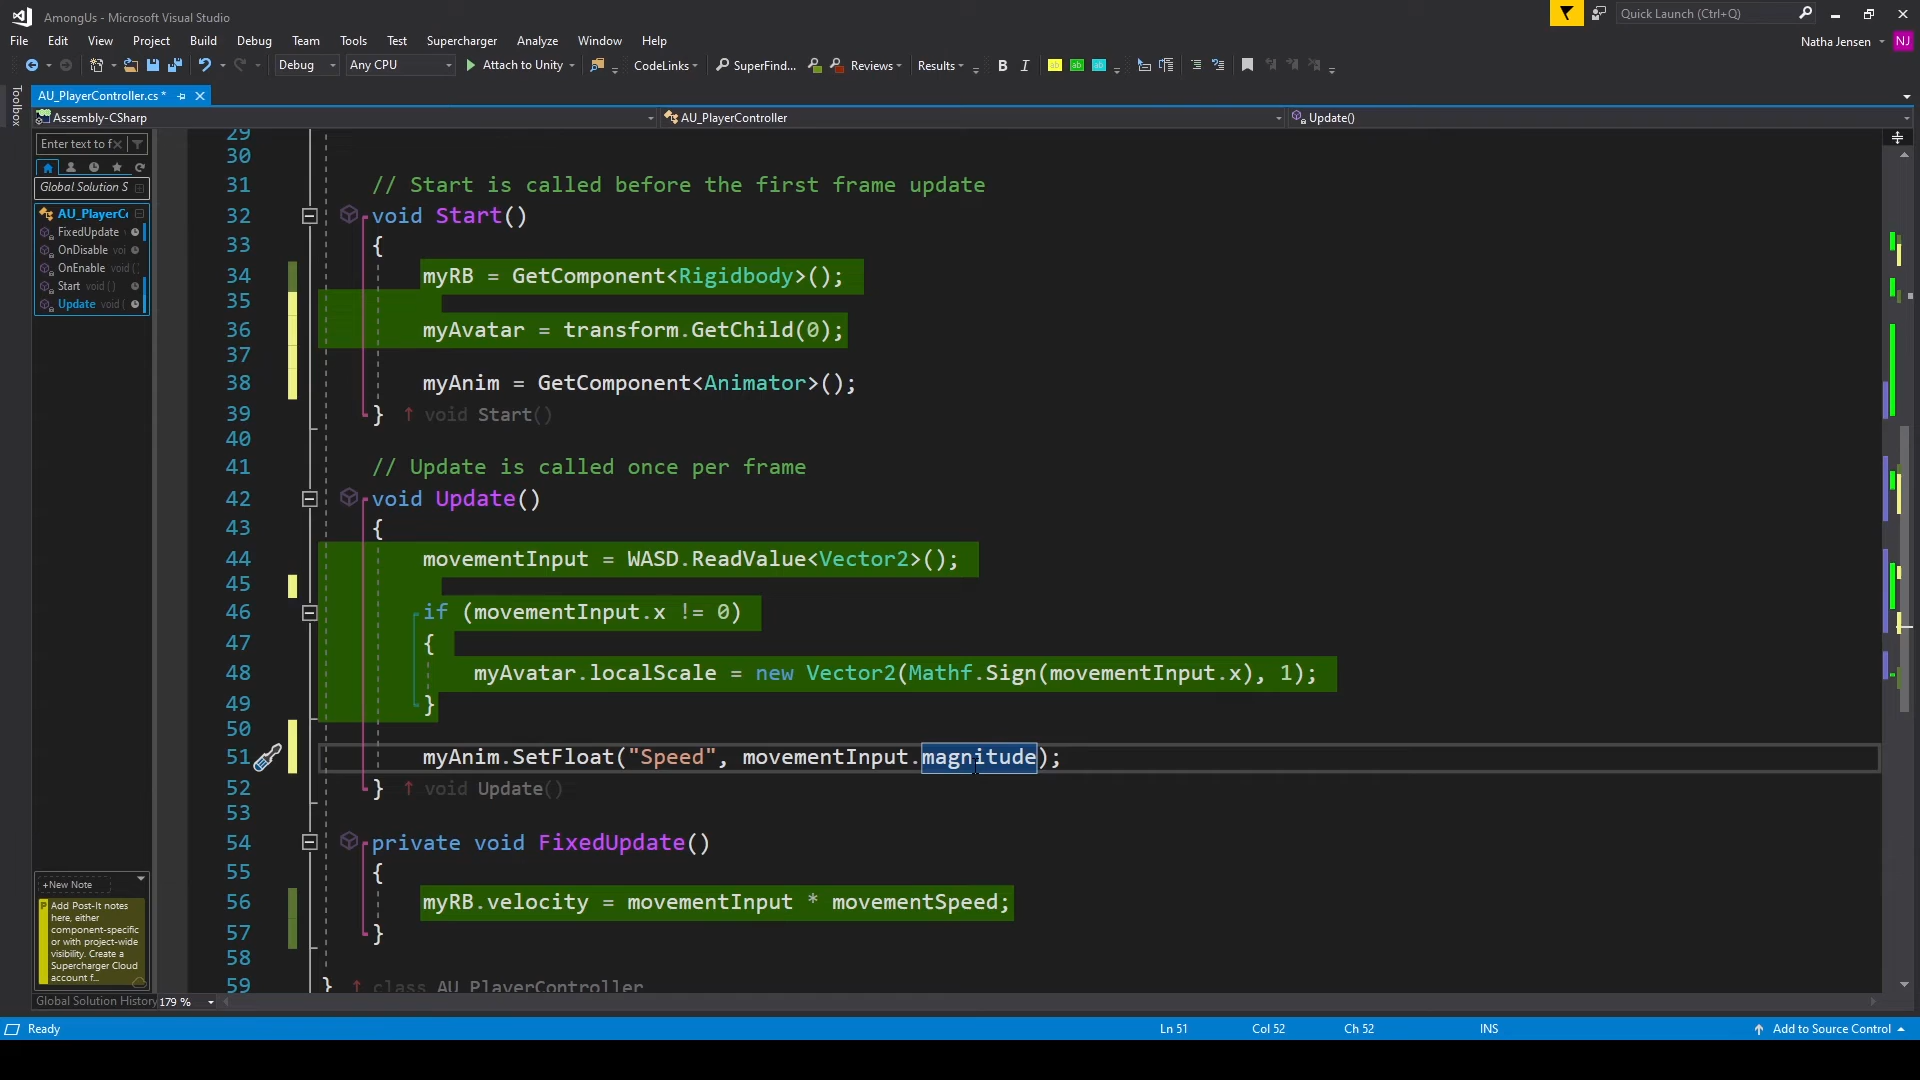 AmongUs - Microsoft Visual Studio
Quick Launch (Ctrl+Q)
File Edit View Project Build Debug Team Tools Test Supercharger Analyze Window Help
Natha Jensen NJ
Debug Any CPU Attach to Unity CodeLinks SuperFind... Reviews Results B I
Toolbox
AU_PlayerController.cs*
Assembly-CSharp AU_PlayerController Update()
Enter text to f
Global Solution S
AU_PlayerCo
FixedUpdate
OnDisable voi
OnEnable void (
Start void ( )
Update void (
29
30
31 // Start is called before the first frame update
32 void Start()
33 {
34 myRB = GetComponent<Rigidbody>();
35
36 myAvatar = transform.GetChild(0);
37
38 myAnim = GetComponent<Animator>();
39 } ↑ void Start()
40
41 // Update is called once per frame
42 void Update()
43 {
44 movementInput = WASD.ReadValue<Vector2>();
45
46 if (movementInput.x != 0)
47 {
48 myAvatar.localScale = new Vector2(Mathf.Sign(movementInput.x), 1);
49 }
50
51 myAnim.SetFloat("Speed", movementInput.magnitude);
52 } ↑ void Update()
53
54 private void FixedUpdate()
55 {
56 myRB.velocity = movementInput * movementSpeed;
57 }
58
59 } ↑ class AU_PlayerController
+New Note
Add Post-It notes
here, either
component-specific
or with project-wide
visibility. Create a
Supercharger Cloud
account f...
Global Solution History
179 %
Ready Ln 51 Col 52 Ch 52 INS Add to Source Control